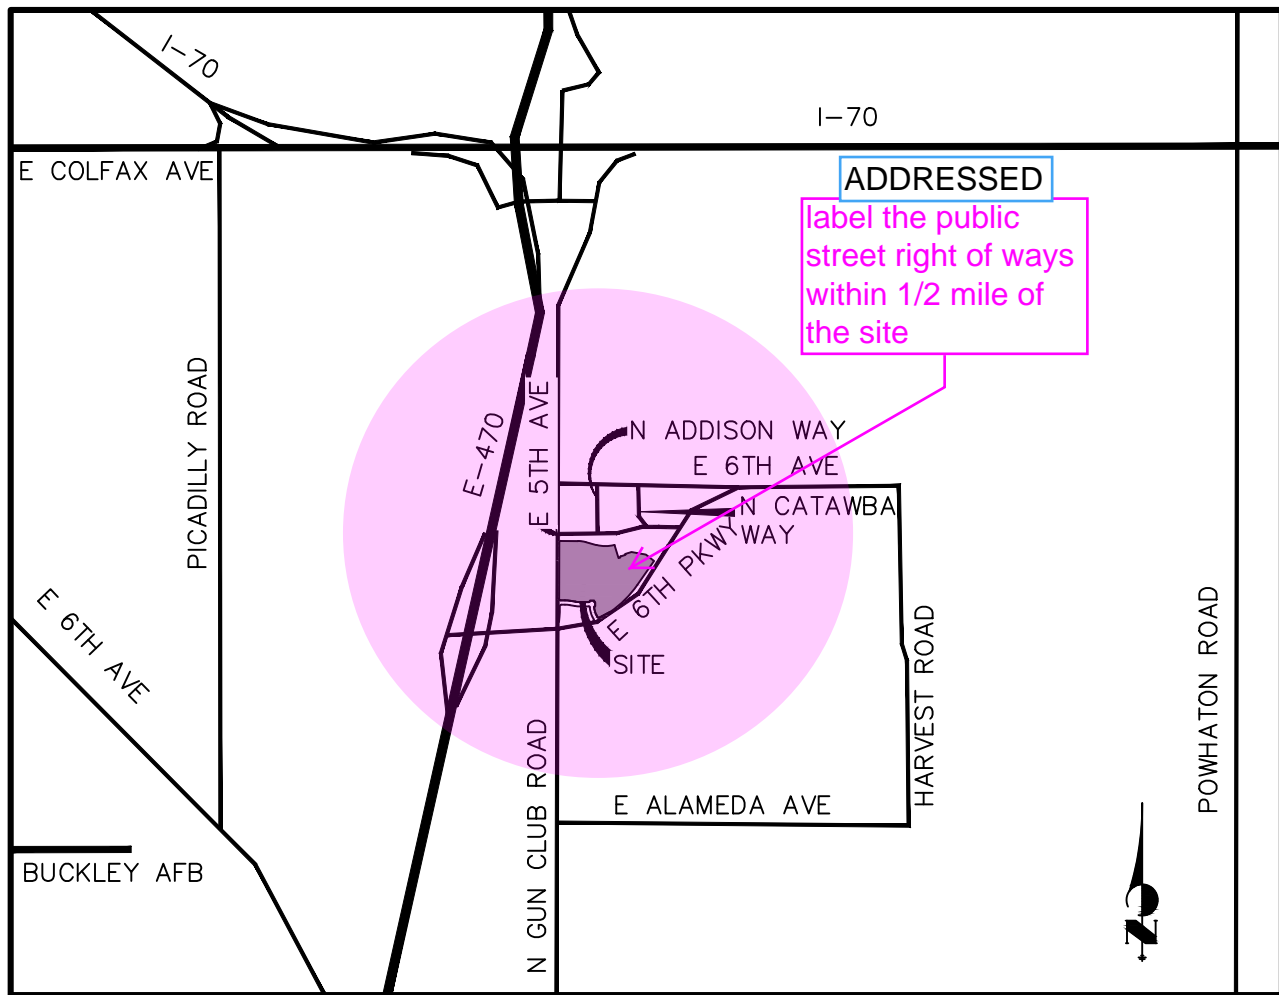 I-70
I-70
E COLFAX AVE
ADDRESSED
label the public
street right of ways
within 1/2 mile of
the site
PICADILLY ROAD
E-470
E 5TH AVE
N ADDISON WAY
E 6TH AVE
N CATAWBA
WAY
E 6TH PKWY
SITE
E 6TH AVE
HARVEST ROAD
POWHATON ROAD
N GUN CLUB ROAD
E ALAMEDA AVE
BUCKLEY AFB
N